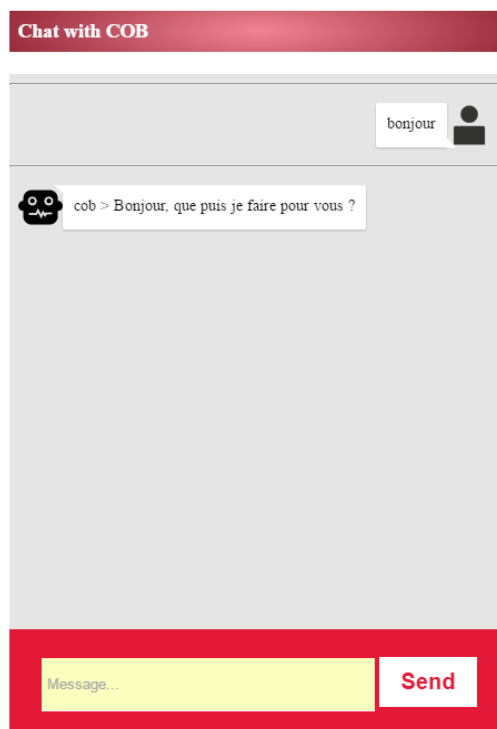 Chat with COB
bonjour
cob > Bonjour, que puis je faire pour vous ?
Message...
Send